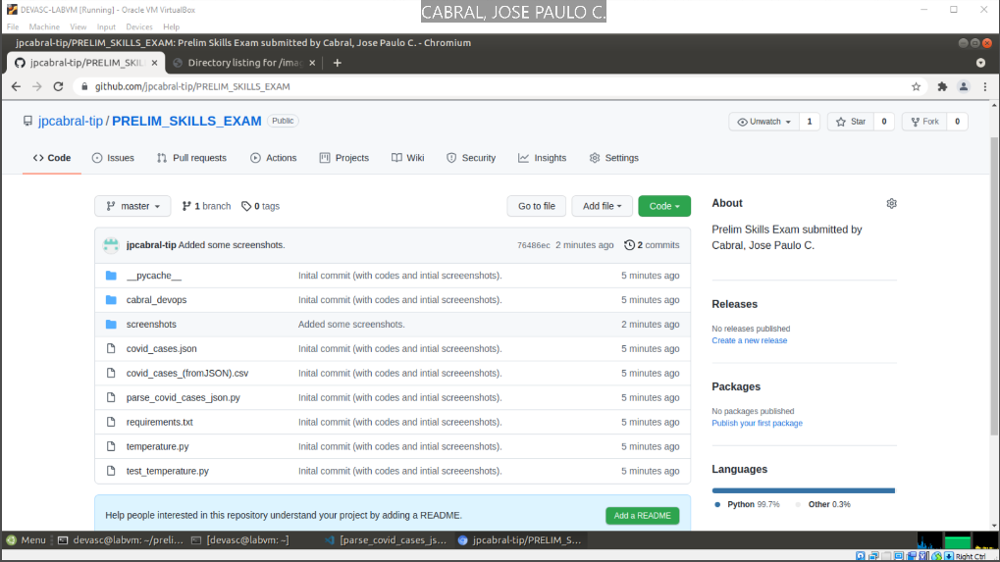 DEVASC-LABVM [Running] - Oracle VM VirtualBox
CABRAL, JOSE PAULO C.
File Machine View Input Devices Help
jpcabral-tip/PRELIM_SKILLS_EXAM: Prelim Skills Exam submitted by Cabral, Jose Paulo C. - Chromium
jpcabral-tip/PRELIM_SKIL
Directory listing for /imag
github.com/jpcabral-tip/PRELIM_SKILLS_EXAM
jpcabral-tip / PRELIM_SKILLS_EXAM Public
Unwatch 1 Star 0 Fork 0
Code Issues Pull requests Actions Projects Wiki Security Insights Settings
master 1 branch 0 tags Go to file Add file Code
jpcabral-tip Added some screenshots. 76486ec 2 minutes ago 2 commits
__pycache__ Inital commit (with codes and intial screeenshots). 5 minutes ago
cabral_devops Inital commit (with codes and intial screeenshots). 5 minutes ago
screenshots Added some screenshots. 2 minutes ago
covid_cases.json Inital commit (with codes and intial screeenshots). 5 minutes ago
covid_cases_(fromJSON).csv Inital commit (with codes and intial screeenshots). 5 minutes ago
parse_covid_cases_json.py Inital commit (with codes and intial screeenshots). 5 minutes ago
requirements.txt Inital commit (with codes and intial screeenshots). 5 minutes ago
temperature.py Inital commit (with codes and intial screeenshots). 5 minutes ago
test_temperature.py Inital commit (with codes and intial screeenshots). 5 minutes ago
Help people interested in this repository understand your project by adding a README. Add a README
About
Prelim Skills Exam submitted by
Cabral, Jose Paulo C.
Releases
No releases published
Create a new release
Packages
No packages published
Publish your first package
Languages
Python 99.7% Other 0.3%
Menu devasc@labvm: ~/preli... [devasc@labvm: ~] [parse_covid_cases_js... jpcabral-tip/PRELIM_S...
Right Ctrl